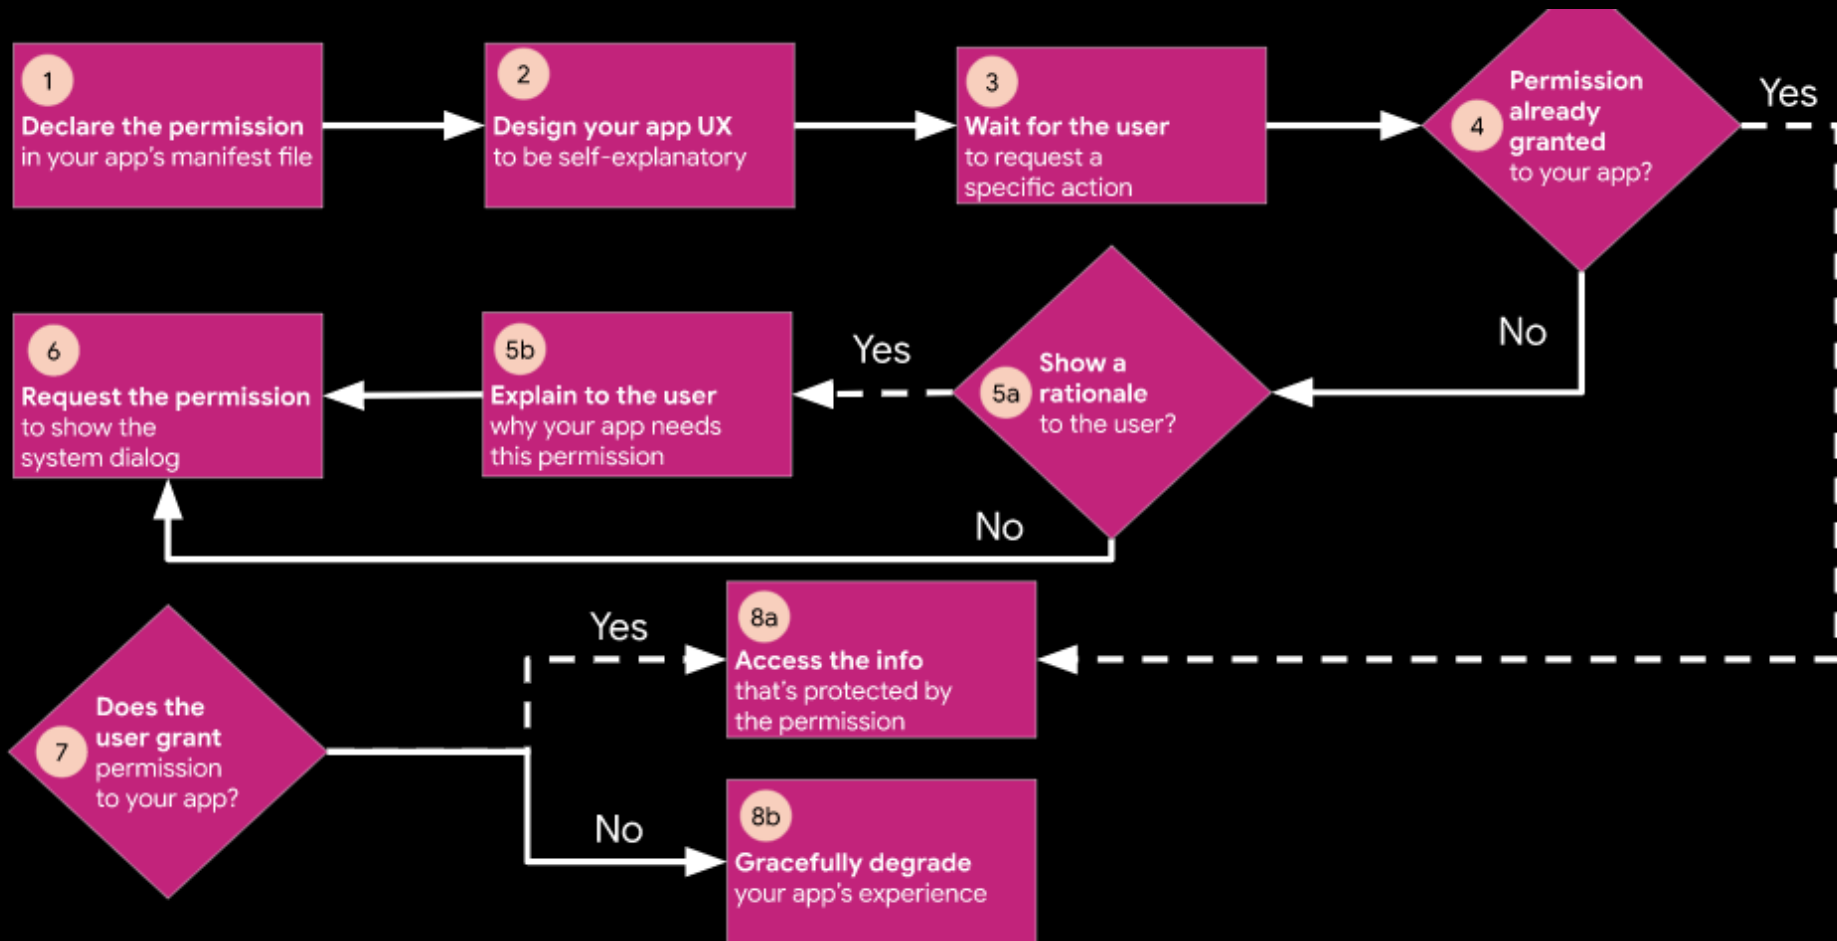 1
Declare the permission
in your app's manifest file
2
Design your app UX
to be self-explanatory
3
Wait for the user
to request a
specific action
4
Permission
already
granted
to your app?
Yes
No
5a
Show a
rationale
to the user?
Yes
No
5b
Explain to the user
why your app needs
this permission
6
Request the permission
to show the
system dialog
7
Does the
user grant
permission
to your app?
Yes
No
8a
Access the info
that's protected by
the permission
8b
Gracefully degrade
your app's experience